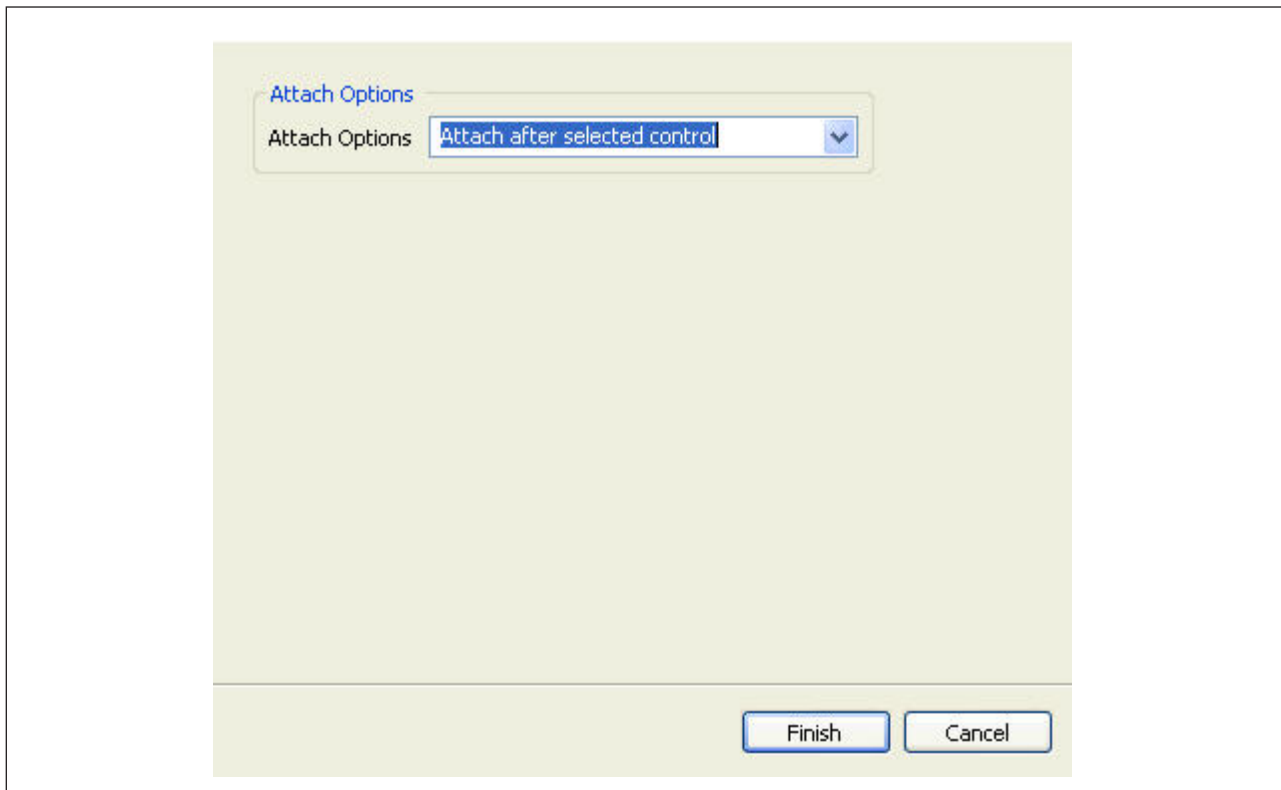 Attach Options
Attach Options Attach after selected control
Finish Cancel